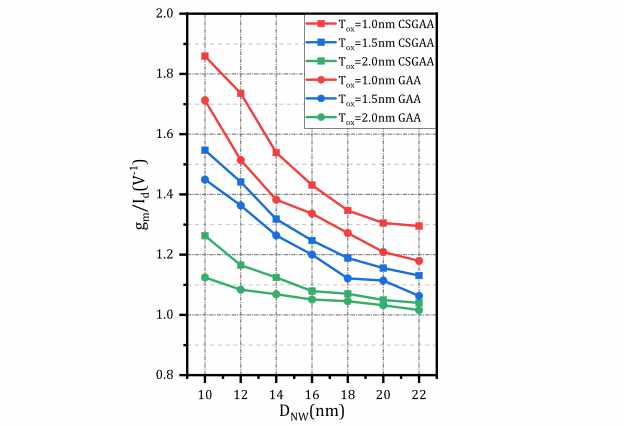 2.0
1.8
1.6
1.4
1.2
1.0
0.8
g_m/I_d(V^-1)
T_ox=1.0nm CSGAA
T_ox=1.5nm CSGAA
T_ox=2.0nm CSGAA
T_ox=1.0nm GAA
T_ox=1.5nm GAA
T_ox=2.0nm GAA
10 12 14 16 18 20 22
D_NW(nm)